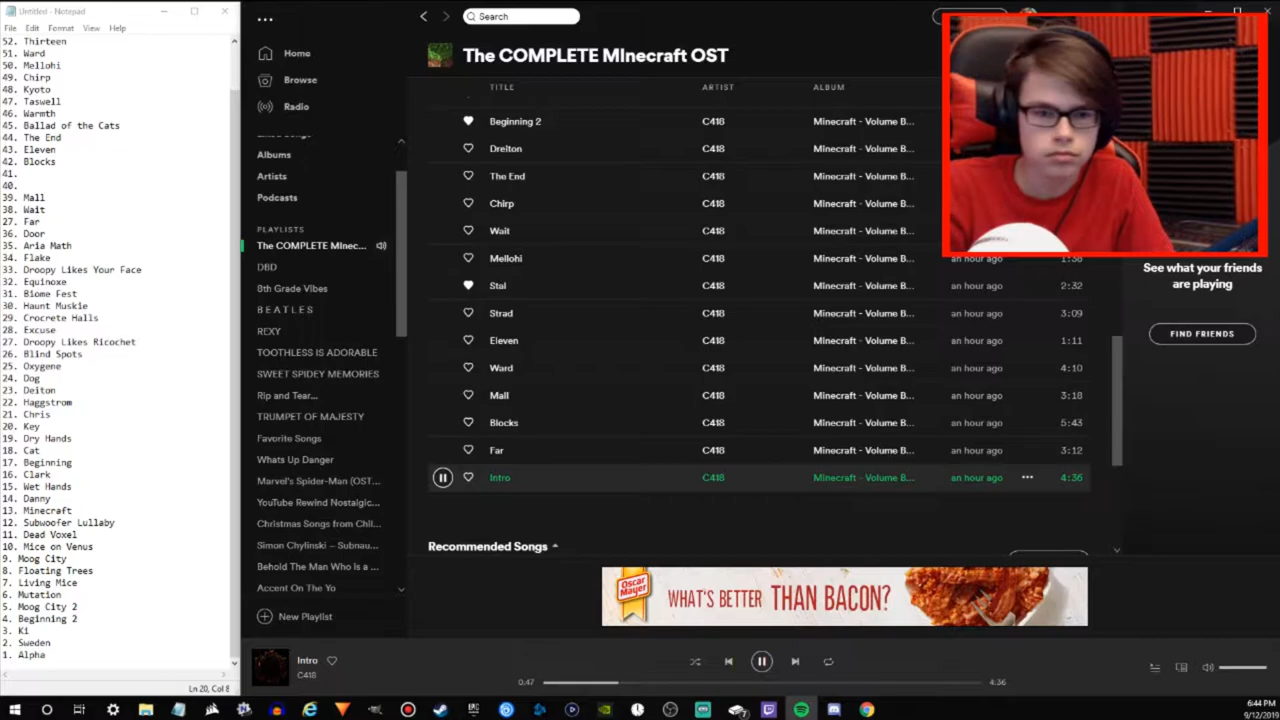 Untitled - Notepad
File Edit Format View Help
52. Thirteen
51. Ward
50. Mellohi
49. Chirp
48. Kyoto
47. Taswell
46. Warmth
45. Ballad of the Cats
44. The End
43. Eleven
42. Blocks
41.
40.
39. Mall
38. Wait
27. Far
36. Door
35. Aria Math
34. Flake
33. Droopy Likes Your Face
32. Equinoxe
31. Biome Fest
30. Haunt Muskie
29. Crocrete Halls
28. Excuse
27. Droopy Likes Ricochet
26. Blind Spots
25. Oxygene
24. Dog
23. Deiton
22. Haggstrom
21. Chris
20. Key
19. Dry Hands
18. Cat
17. Beginning
16. Clark
15. Wet Hands
14. Danny
13. Minecraft
12. Subwoofer Lullaby
11. Dead Voxel
10. Mice on Venus
9. Moog City
8. Floating Trees
7. Living Mice
6. Mutation
5. Moog City 2
4. Beginning 2
3. Ki
2. Sweden
1. Alpha
Ln 20, Col 8
Home
Browse
Radio
Albums
Artists
Podcasts
PLAYLISTS
The COMPLETE MInec...
DBD
8th Grade Vibes
B E A T L E S
REXY
TOOTHLESS IS ADORABLE
SWEET SPIDEY MEMORIES
Rip and Tear...
TRUMPET OF MAJESTY
Favorite Songs
Whats Up Danger
Marvel's Spider-Man (OST...
YouTube Rewind Nostalgic...
Christmas Songs from Chil...
Simon Chylinski – Subnau...
Behold The Man Who Is a ...
Accent On The Yo
New Playlist
Search
The COMPLETE MInecraft OST
TITLE ARTIST ALBUM
Beginning 2 C418 Minecraft - Volume B...
Dreiton C418 Minecraft - Volume B...
The End C418 Minecraft - Volume B...
Chirp C418 Minecraft - Volume B...
Wait C418 Minecraft - Volume B...
Mellohi C418 Minecraft - Volume B... an hour ago 1:38
Stal C418 Minecraft - Volume B... an hour ago 2:32
Strad C418 Minecraft - Volume B... an hour ago 3:09
Eleven C418 Minecraft - Volume B... an hour ago 1:11
Ward C418 Minecraft - Volume B... an hour ago 4:10
Mall C418 Minecraft - Volume B... an hour ago 3:18
Blocks C418 Minecraft - Volume B... an hour ago 5:43
Far C418 Minecraft - Volume B... an hour ago 3:12
Intro C418 Minecraft - Volume B... an hour ago 4:36
Recommended Songs
See what your friends
are playing
FIND FRIENDS
Oscar
Mayer
WHAT'S BETTER THAN BACON?
Intro
C418
0:47
4:36
6:44 PM
9/12/2019